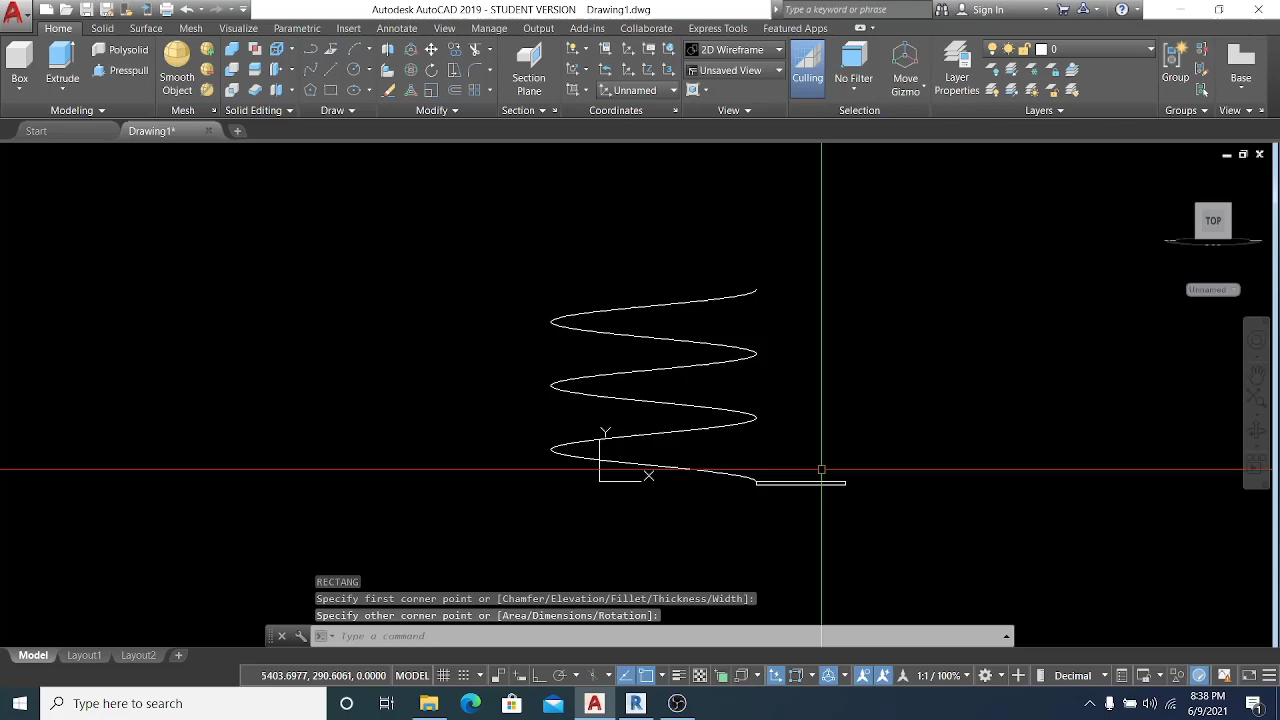 Autodesk AutoCAD 2019 - STUDENT VERSION Drawing1.dwg
Type a keyword or phrase
Sign In
Home Solid Surface Mesh Visualize Parametric Insert Annotate View Manage Output Add-ins Collaborate Express Tools Featured Apps
Box
Extrude
Polysolid
Presspull
Smooth
Object
Section
Plane
Unnamed
2D Wireframe
Unsaved View
Culling
No Filter
Move
Gizmo
Layer
Properties
0
Group
Base
Modeling Mesh Solid Editing Draw Modify Section Coordinates View Selection Layers Groups View
Start
Drawing1*
TOP
Unnamed
Y
X
RECTANG
Specify first corner point or [Chamfer/Elevation/Fillet/Thickness/Width]:
Specify other corner point or [Area/Dimensions/Rotation]:
Type a command
Model Layout1 Layout2
5403.6977, 290.6061, 0.0000 MODEL
1:1 / 100%
Decimal
Type here to search
8:38 PM
6/9/2021